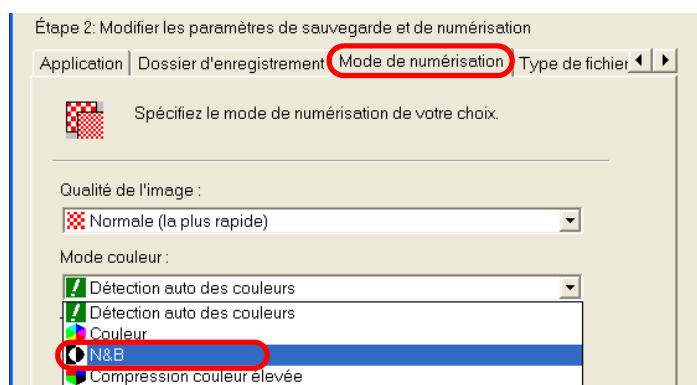 Étape 2: Modifier les paramètres de sauvegarde et de numérisation
Application Dossier d'enregistrement Mode de numérisation Type de fichier
Spécifiez le mode de numérisation de votre choix.
Qualité de l'image :
Normale (la plus rapide)
Mode couleur :
Détection auto des couleurs
Détection auto des couleurs
Couleur
N&B
Compression couleur élevée